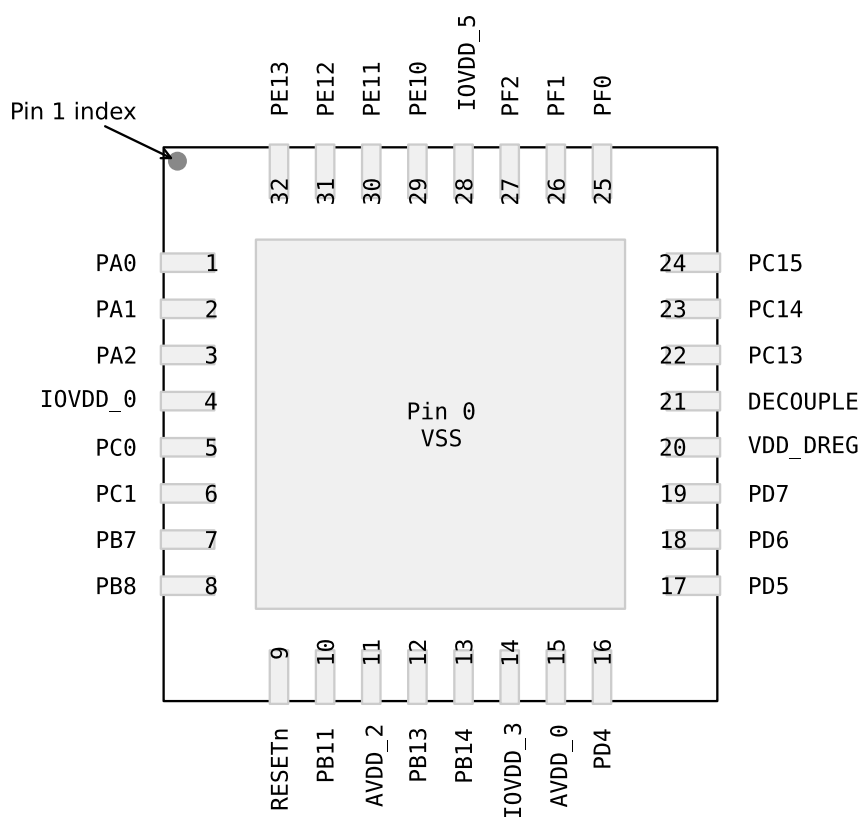 IOVDD_5
PE13 PE12 PE11 PE10 PF2 PF1 PF0
Pin 1 index
32 31 30 29 28 27 26 25
PA0 1 24 PC15
PA1 2 23 PC14
PA2 3 22 PC13
IOVDD_0 4 21 DECOUPLE
Pin 0
VSS
PC0 5 20 VDD_DREG
PC1 6 19 PD7
PB7 7 18 PD6
PB8 8 17 PD5
9 10 11 12 13 14 15 16
RESETn PB11 AVDD_2 PB13 PB14 IOVDD_3 AVDD_0 PD4